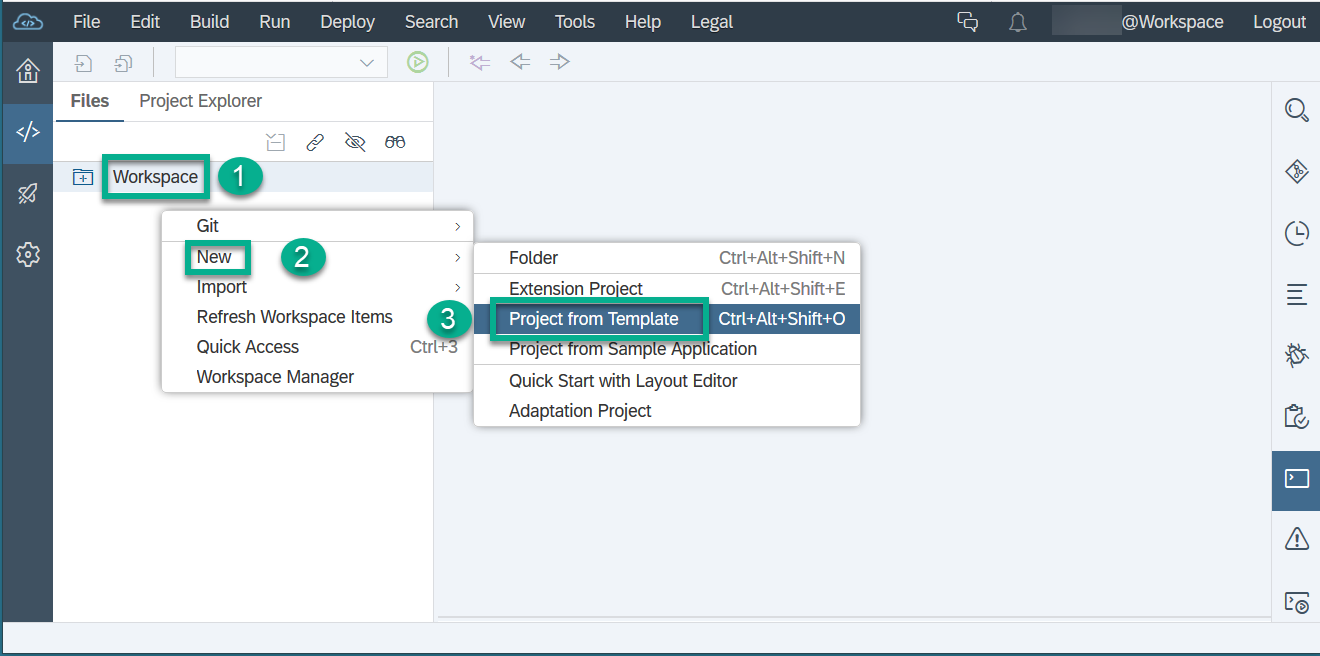 File Edit Build Run Deploy Search View Tools Help Legal @Workspace Logout
Files Project Explorer
Workspace 1
Git
New 2
Import
Refresh Workspace Items
Quick Access Ctrl+3
Workspace Manager
Folder Ctrl+Alt+Shift+N
Extension Project Ctrl+Alt+Shift+E
3 Project from Template Ctrl+Alt+Shift+O
Project from Sample Application
Quick Start with Layout Editor
Adaptation Project